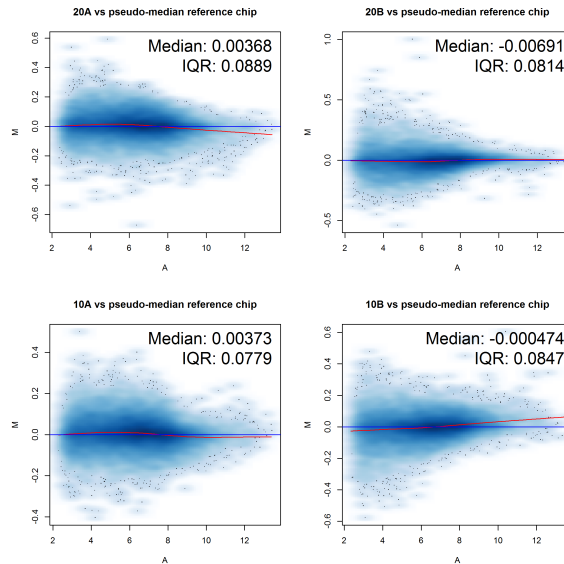 20A vs pseudo-median reference chip
Median: 0.00368
IQR: 0.0889
0.6
0.4
0.2
0.0
-0.2
-0.4
-0.6
M
2 4 6 8 10 12
A
20B vs pseudo-median reference chip
Median: -0.00691
IQR: 0.0814
1.0
0.5
0.0
-0.5
M
2 4 6 8 10 12
A
10A vs pseudo-median reference chip
Median: 0.00373
IQR: 0.0779
0.4
0.2
0.0
-0.2
-0.4
M
2 4 6 8 10 12
A
10B vs pseudo-median reference chip
Median: -0.000474
IQR: 0.0847
0.6
0.4
0.2
0.0
-0.2
-0.4
-0.6
M
2 4 6 8 10 12
A